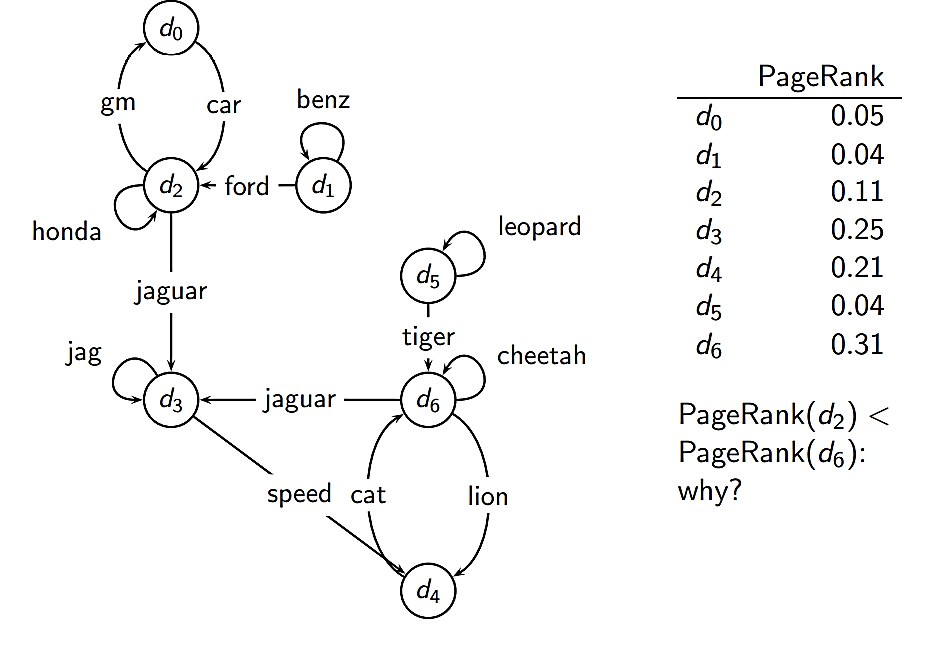 d0
gm
car
benz
d2
ford
d1
honda
leopard
d5
jaguar
tiger
jag
cheetah
d3
jaguar
d6
speed
cat
lion
d4
PageRank
d0 0.05
d1 0.04
d2 0.11
d3 0.25
d4 0.21
d5 0.04
d6 0.31
PageRank(d2) <
PageRank(d6):
why?